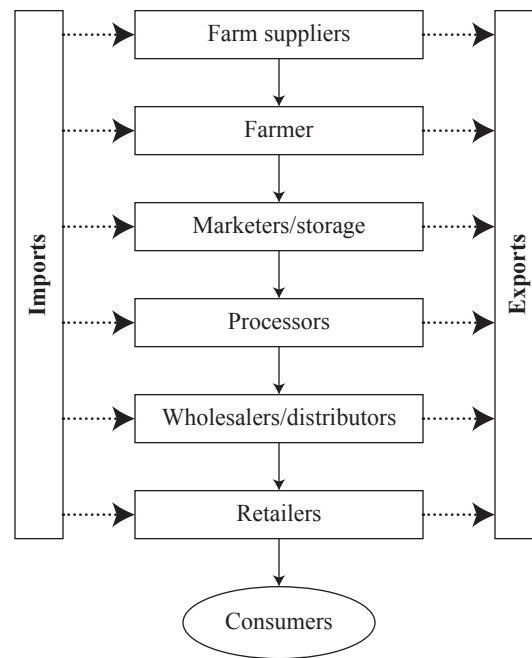 Farm suppliers
Farmer
Marketers/storage
Processors
Wholesalers/distributors
Retailers
Consumers
Imports
Exports